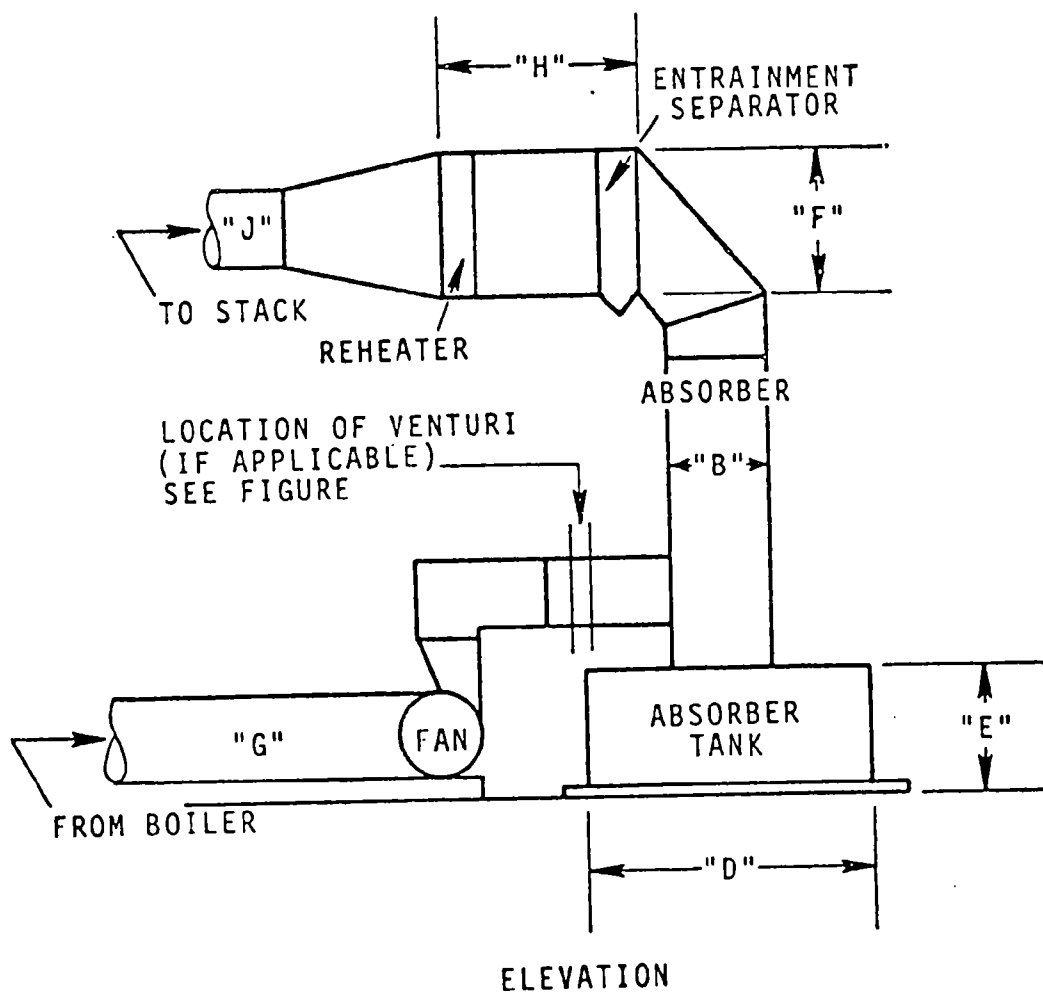 "H"
ENTRAINMENT
SEPARATOR
"J"
"F"
TO STACK
REHEATER
ABSORBER
LOCATION OF VENTURI
(IF APPLICABLE)
SEE FIGURE
"B"
"G"
FAN
ABSORBER
TANK
"E"
FROM BOILER
"D"
ELEVATION